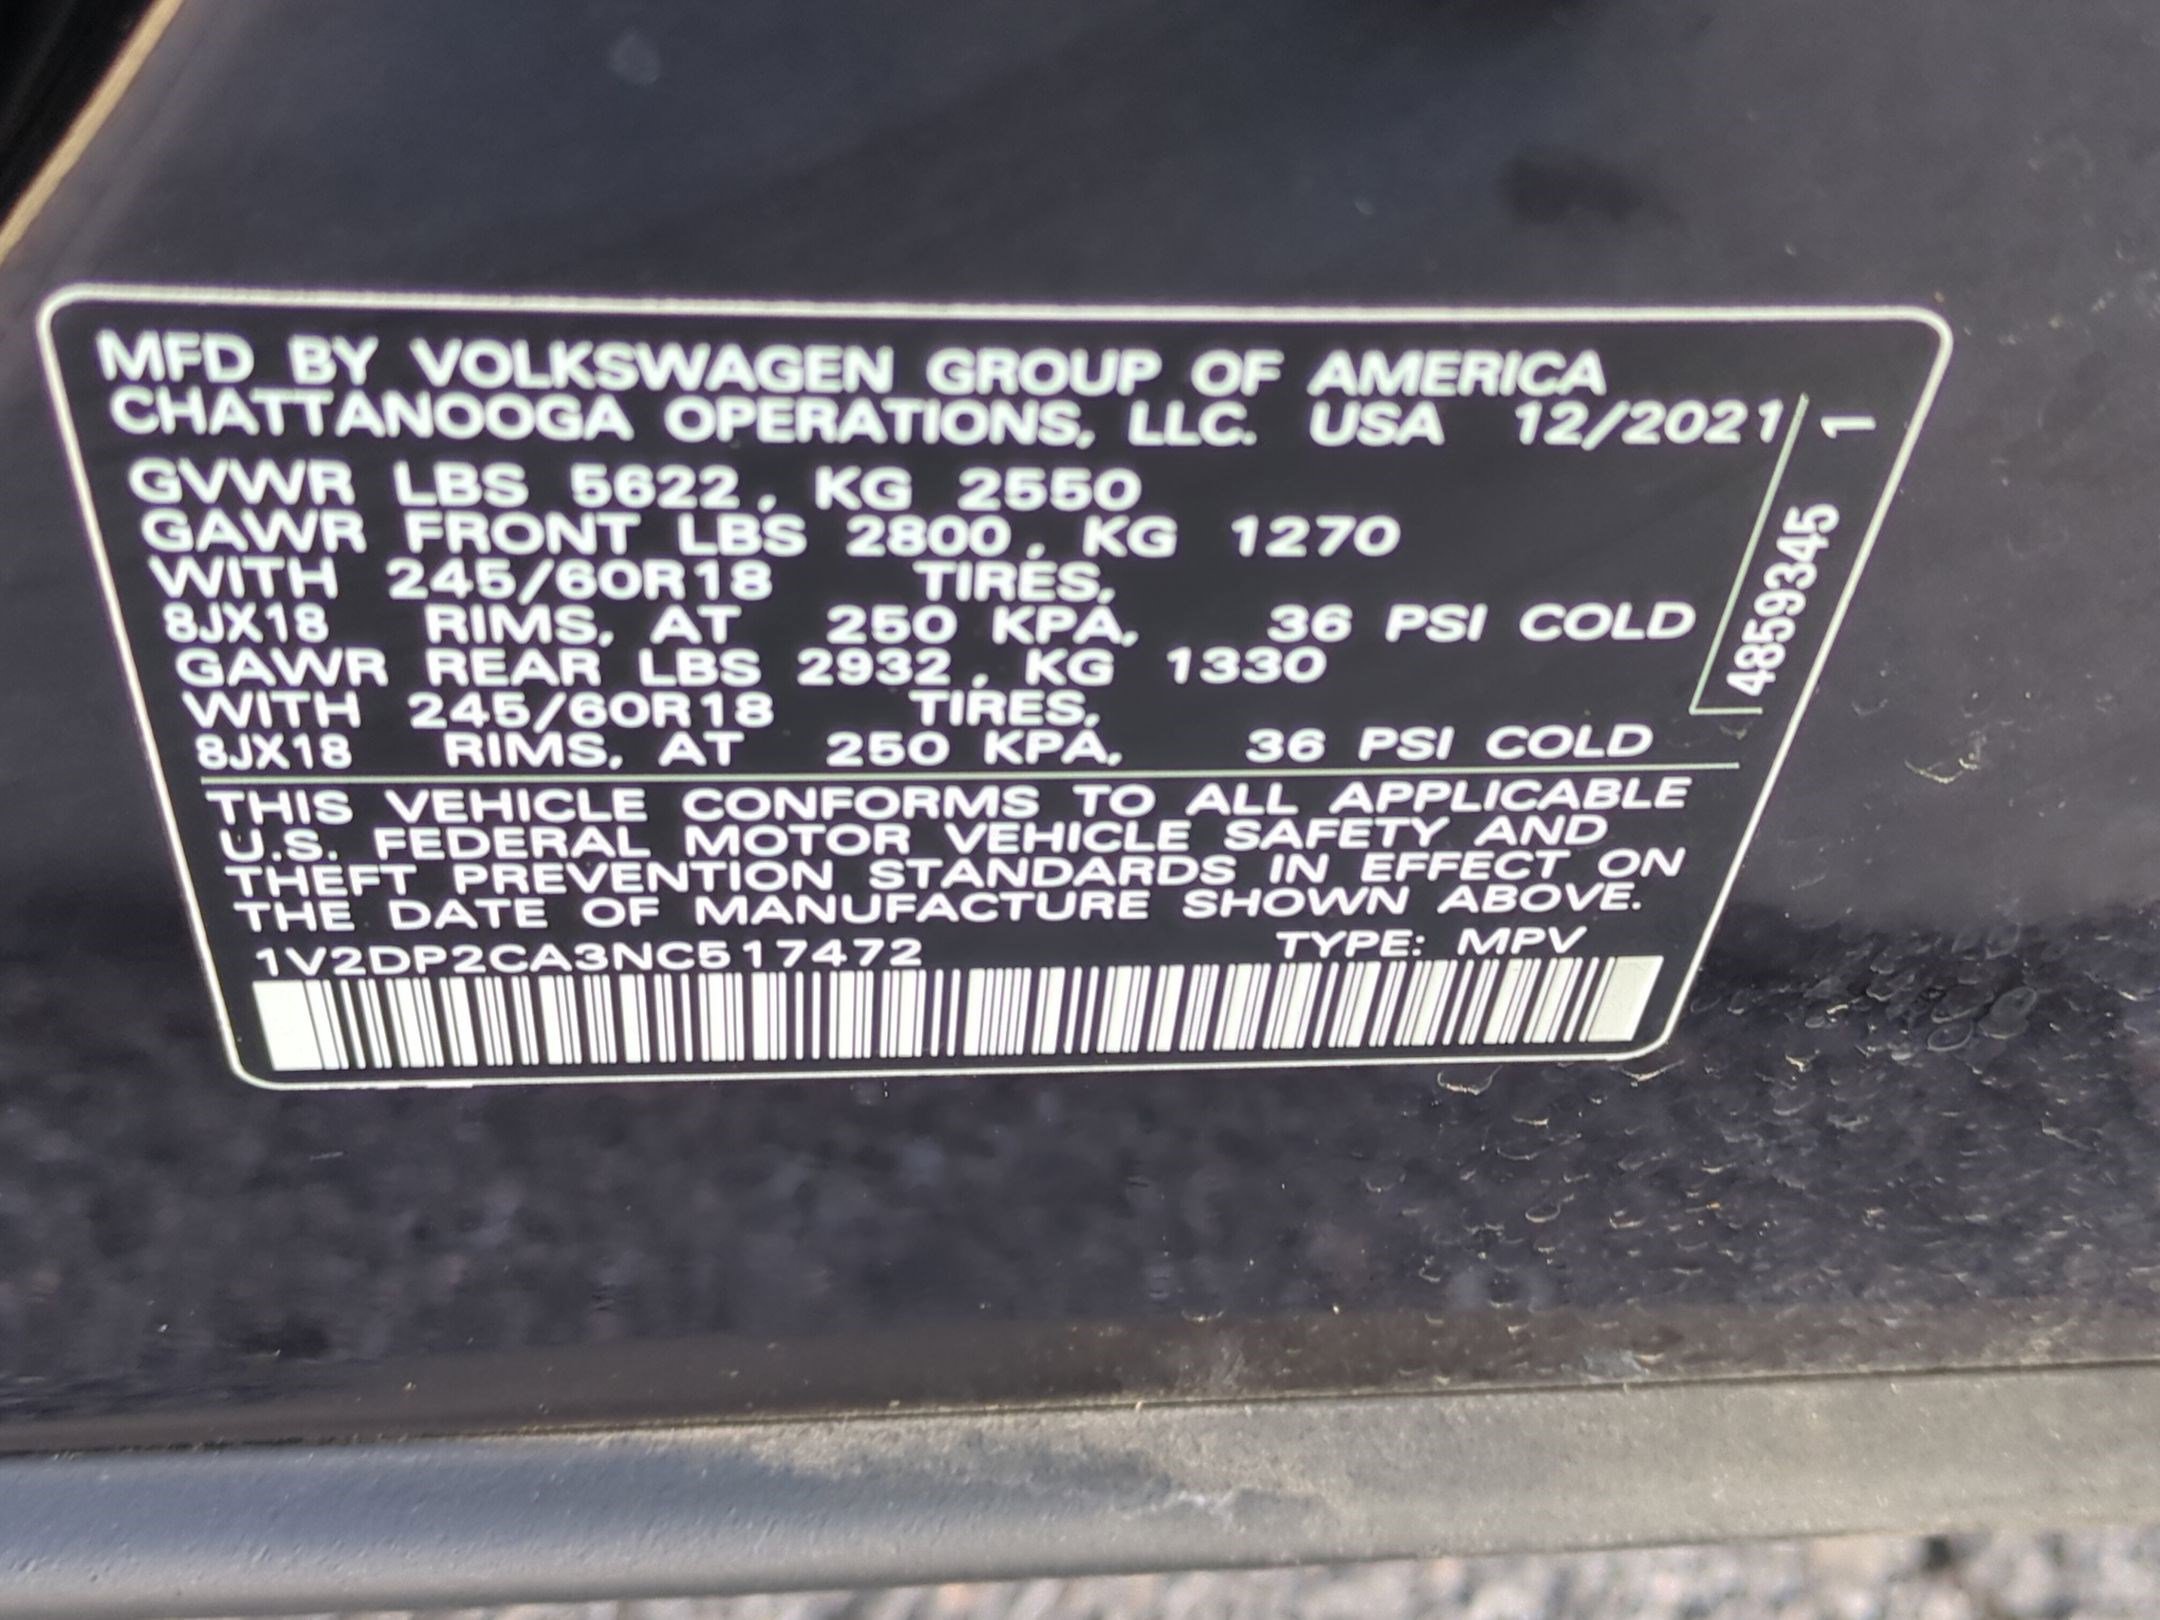 MFD BY VOLKSWAGEN GROUP OF AMERICA
CHATTANOOGA OPERATIONS, LLC. USA 12/2021
GVWR LBS 5622, KG 2550
GAWR FRONT LBS 2800, KG 1270
WITH 245/60R18 TIRES,
8JX18 RIMS, AT 250 KPA, 36 PSI COLD
GAWR REAR LBS 2932, KG 1330
WITH 245/60R18 TIRES,
8JX18 RIMS, AT 250 KPA, 36 PSI COLD
THIS VEHICLE CONFORMS TO ALL APPLICABLE
U.S. FEDERAL MOTOR VEHICLE SAFETY AND
THEFT PREVENTION STANDARDS IN EFFECT ON
THE DATE OF MANUFACTURE SHOWN ABOVE.
1V2DP2CA3NC517472 TYPE: MPV
4859345 1